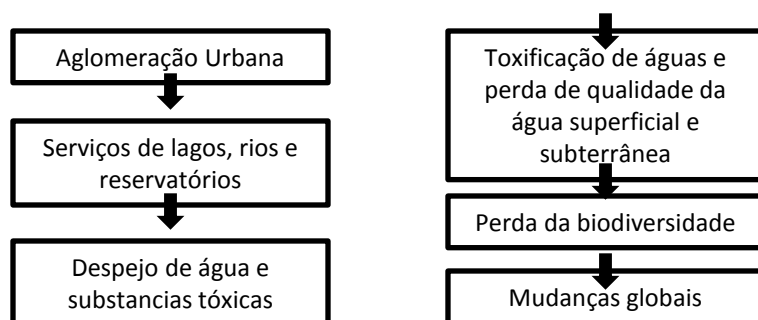 Aglomeração Urbana
Serviços de lagos, rios e
reservatórios
Despejo de água e
substancias tóxicas
Toxificação de águas e
perda de qualidade da
água superficial e
subterrânea
Perda da biodiversidade
Mudanças globais